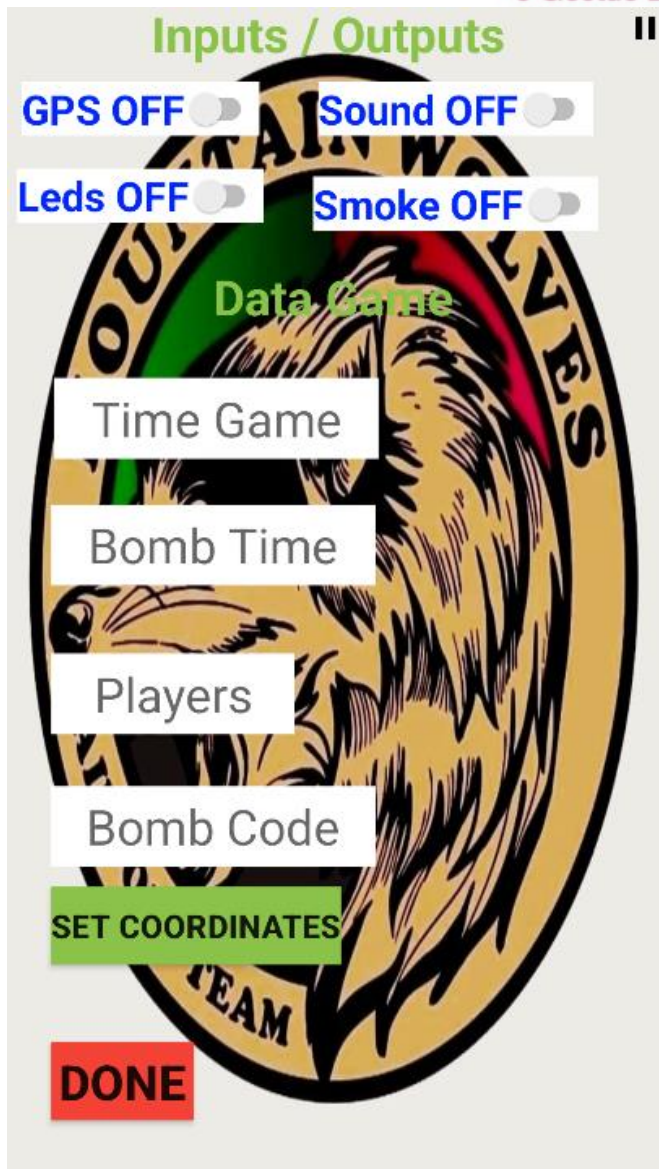 Inputs / Outputs
GPS OFF
Sound OFF
Leds OFF
Smoke OFF
Data Game
Time Game
Bomb Time
Players
Bomb Code
SET COORDINATES
TEAM
DONE